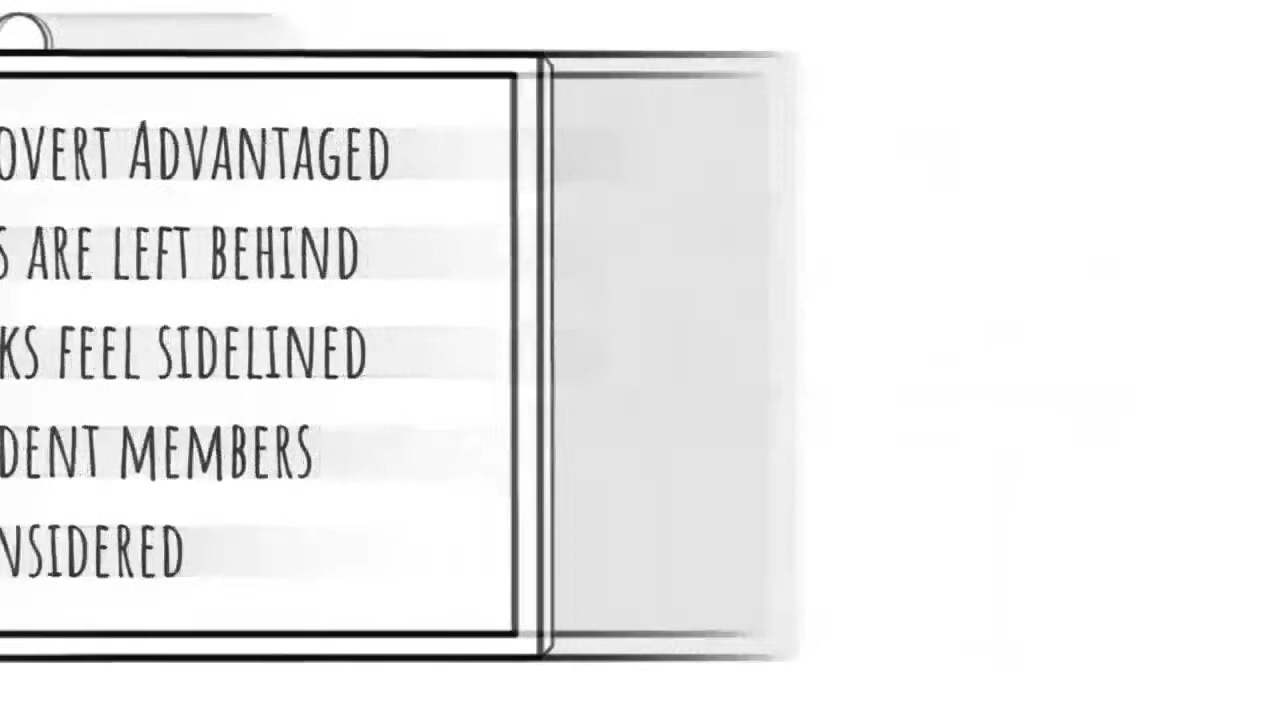 OVERT ADVANTAGED
S ARE LEFT BEHIND
KS FEEL SIDELINED
DENT MEMBERS
NSIDERED